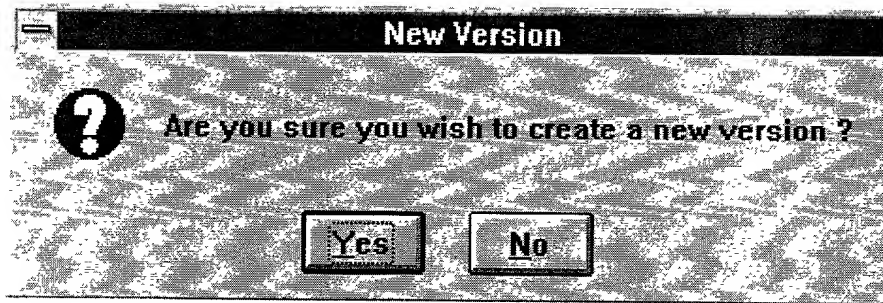 New Version
Are you sure you wish to create a new version ?
Yes
No